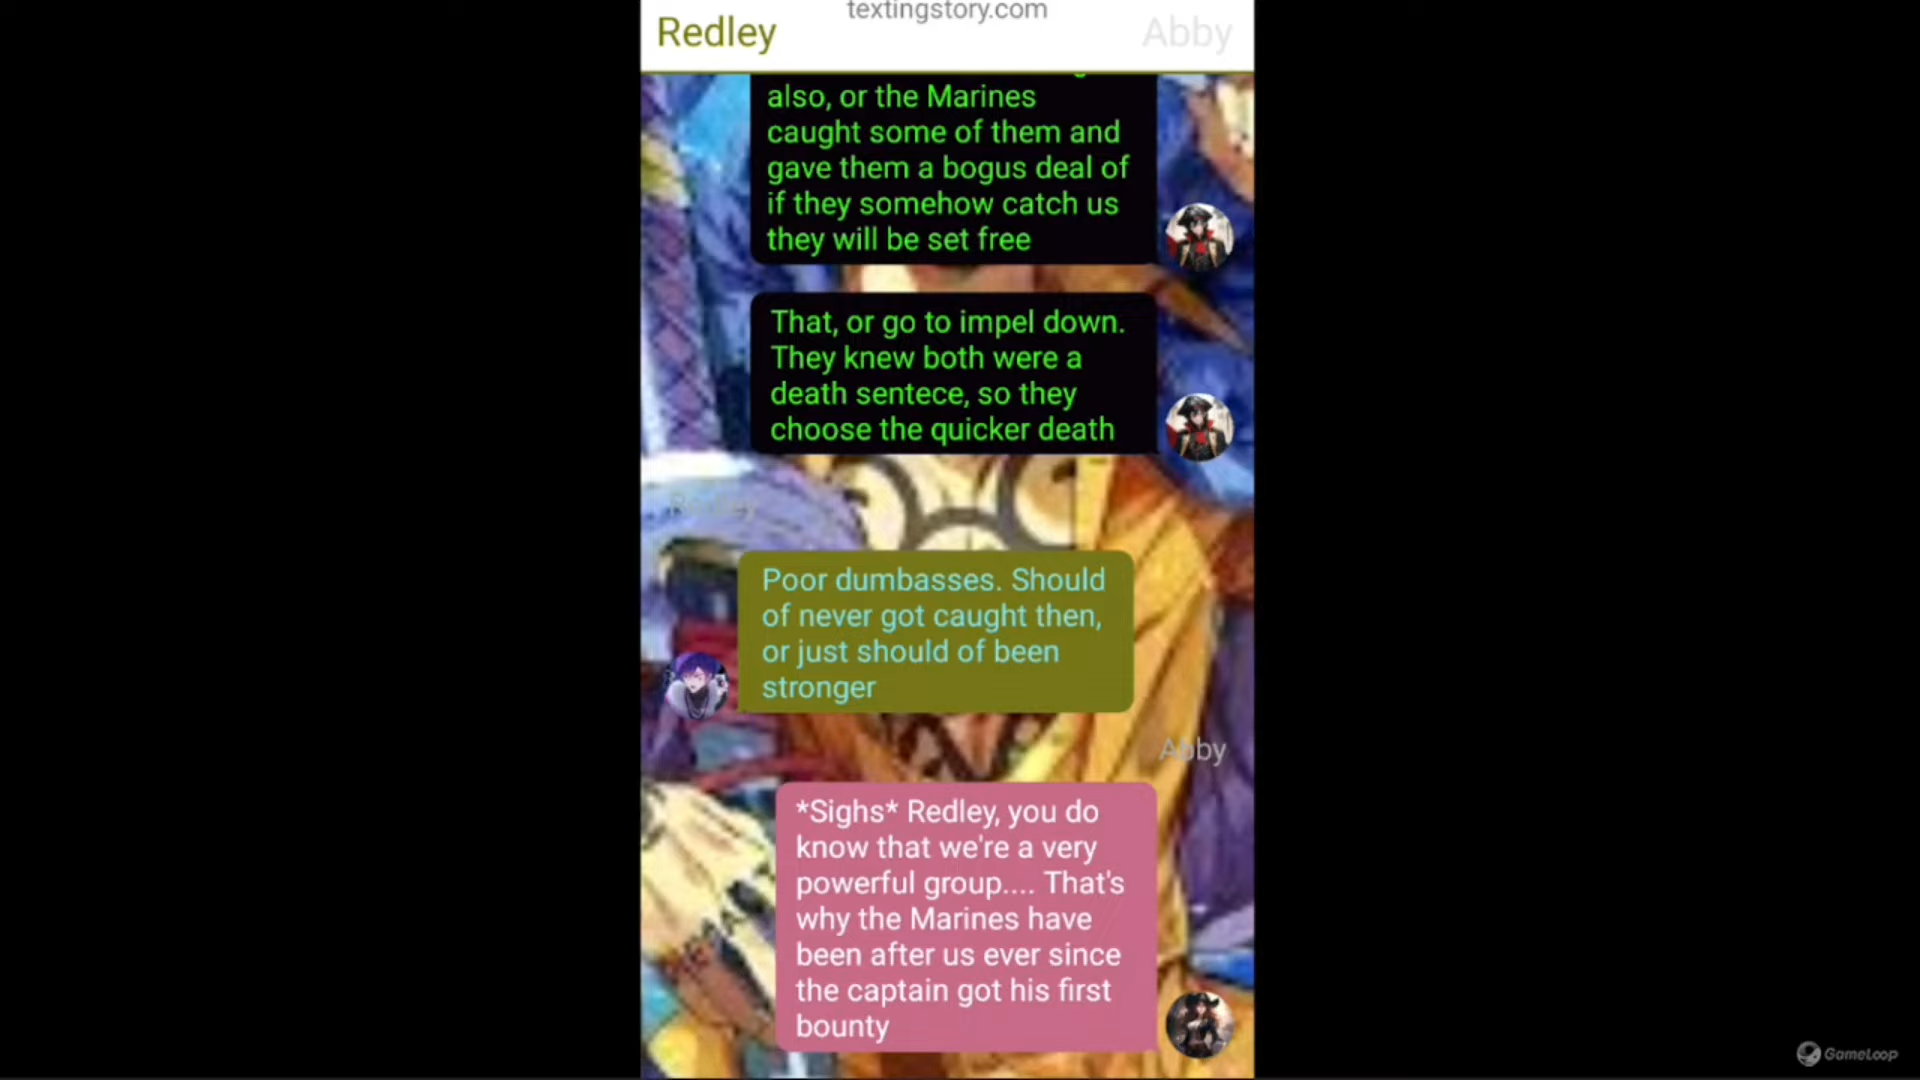 textingstory.com
Redley
Abby
also, or the Marines
caught some of them and
gave them a bogus deal of
if they somehow catch us
they will be set free
That, or go to impel down.
They knew both were a
death sentece, so they
choose the quicker death
Redley
Poor dumbasses. Should
of never got caught then,
or just should of been
stronger
Abby
*Sighs* Redley, you do
know that we're a very
powerful group.... That's
why the Marines have
been after us ever since
the captain got his first
bounty
GameLoop